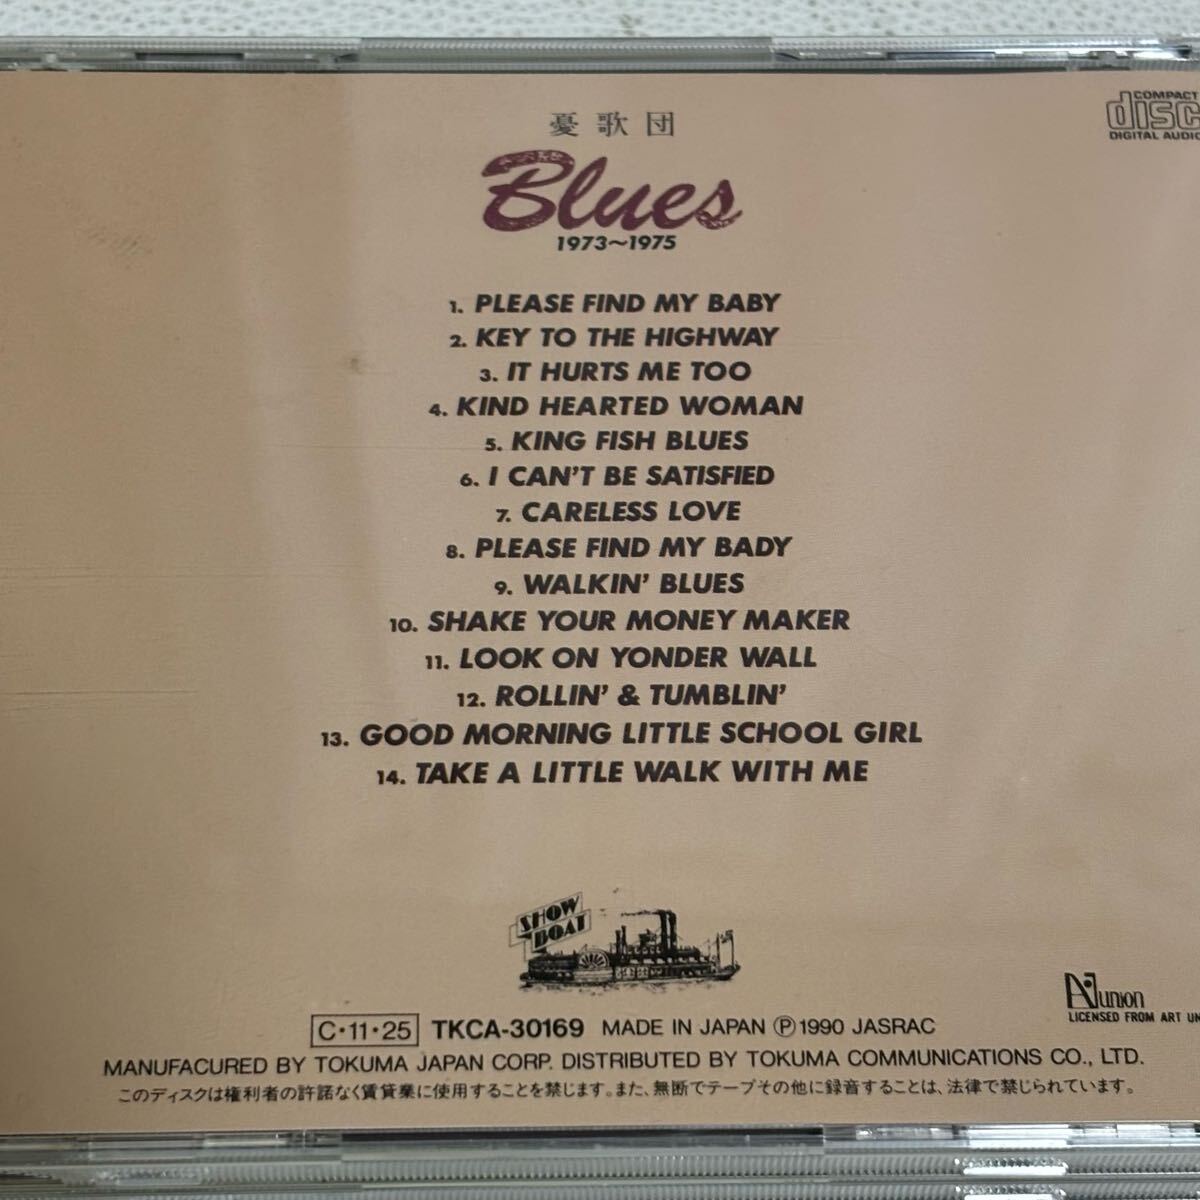 憂歌団
COMPACT
disc
DIGITAL AUDIO
Blues
1973〜1975
1. PLEASE FIND MY BABY
2. KEY TO THE HIGHWAY
3. IT HURTS ME TOO
4. KIND HEARTED WOMAN
5. KING FISH BLUES
6. I CAN'T BE SATISFIED
7. CARELESS LOVE
8. PLEASE FIND MY BADY
9. WALKIN' BLUES
10. SHAKE YOUR MONEY MAKER
11. LOOK ON YONDER WALL
12. ROLLIN' & TUMBLIN'
13. GOOD MORNING LITTLE SCHOOL GIRL
14. TAKE A LITTLE WALK WITH ME
SHOW
BOAT
UNION
LICENSED FROM ART UN
C・11・25 TKCA-30169 MADE IN JAPAN Ⓟ1990 JASRAC
MANUFACURED BY TOKUMA JAPAN CORP. DISTRIBUTED BY TOKUMA COMMUNICATIONS CO., LTD.
このディスクは権利者の許諾なく賃貸業に使用することを禁じます。また、無断でテープその他に録音することは、法律で禁じられています。